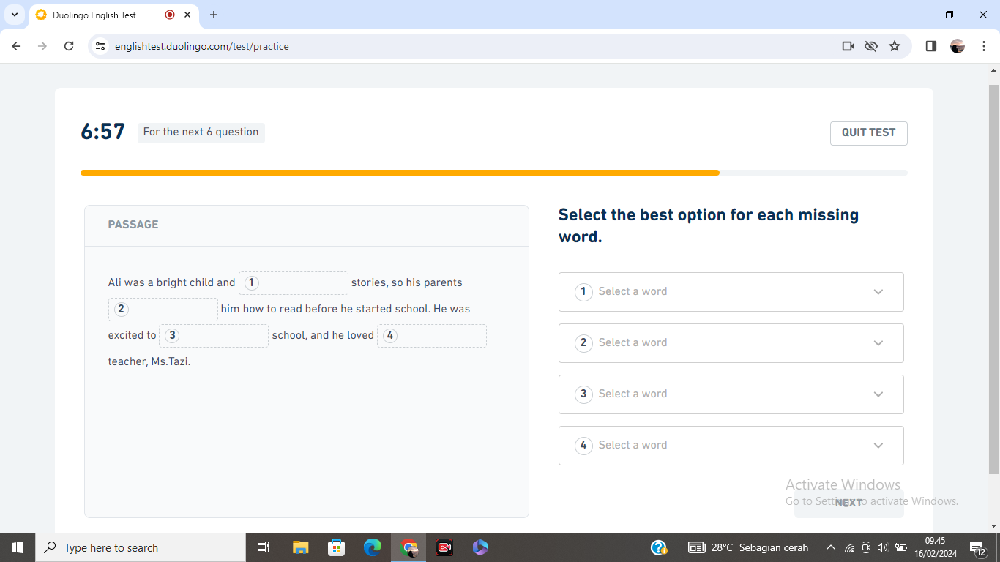 Duolingo English Test
englishtest.duolingo.com/test/practice
6:57
For the next 6 question
QUIT TEST
PASSAGE
Ali was a bright child and 1 stories, so his parents
2 him how to read before he started school. He was
excited to 3 school, and he loved 4
teacher, Ms.Tazi.
Select the best option for each missing
word.
1 Select a word
2 Select a word
3 Select a word
4 Select a word
NEXT
Activate Windows
Go to Settings to activate Windows.
Type here to search
28°C Sebagian cerah
09.45
16/02/2024
12